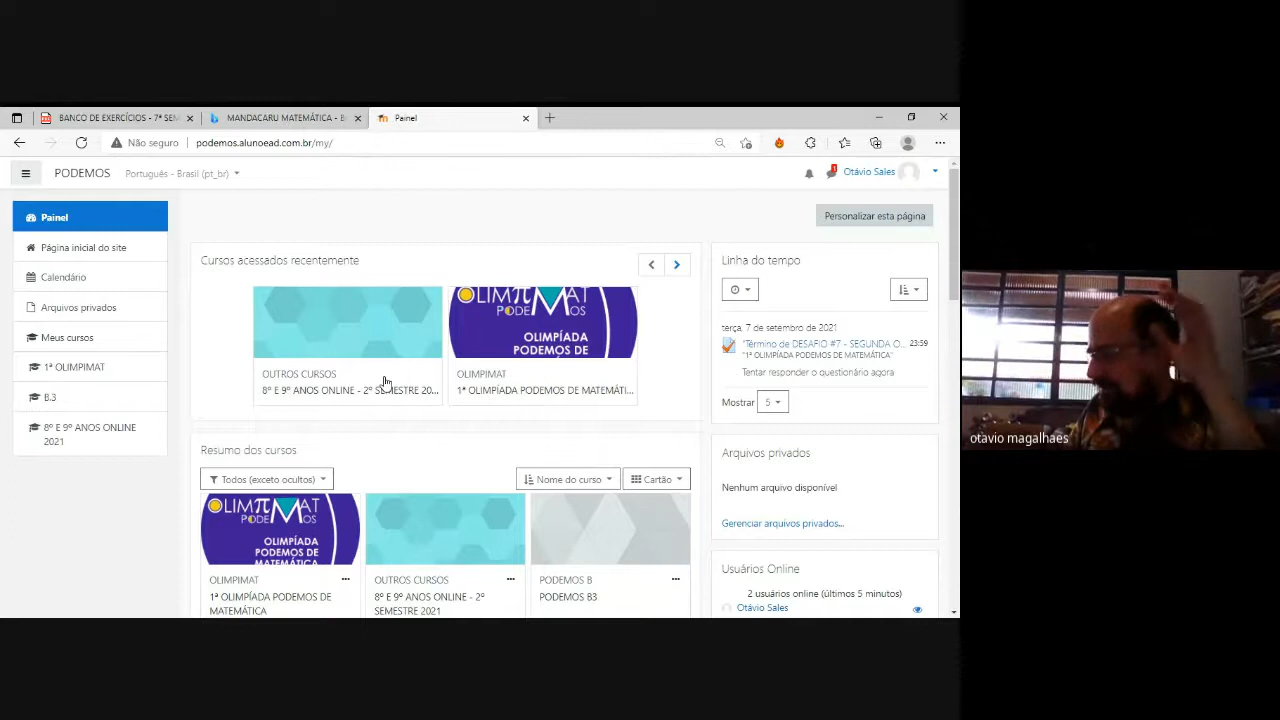 BANCO DE EXERCÍCIOS - 7ª SEM
MANDACARU MATEMÁTICA - B
Painel
Não seguro
podemos.alunoead.com.br/my/
PODEMOS
Português - Brasil (pt_br)
1
Otávio Sales
Painel
Página inicial do site
Calendário
Arquivos privados
Meus cursos
1ª OLIMPIMAT
B.3
8º E 9º ANOS ONLINE
2021
Personalizar esta página
Cursos acessados recentemente
OUTROS CURSOS
8º E 9º ANOS ONLINE - 2º SEMESTRE 20...
OLIMπMAT
PODEMOS
OLIMPÍADA
PODEMOS DE
OLIMPIMAT
1ª OLIMPÍADA PODEMOS DE MATEMÁTI...
Resumo dos cursos
Todos (exceto ocultos)
Nome do curso
Cartão
OLIMπMAT
PODEMOS
OLIMPÍADA
PODEMOS DE
MATEMÁTICA
OLIMPIMAT
1ª OLIMPÍADA PODEMOS DE
MATEMÁTICA
OUTROS CURSOS
8º E 9º ANOS ONLINE - 2º
SEMESTRE 2021
PODEMOS B
PODEMOS B3
Linha do tempo
terça, 7 de setembro de 2021
"Término de DESAFIO #7 - SEGUNDA O... 23:59
"1ª OLIMPÍADA PODEMOS DE MATEMÁTICA"
Tentar responder o questionário agora
Mostrar 5
Arquivos privados
Nenhum arquivo disponível
Gerenciar arquivos privados...
Usuários Online
2 usuários online (últimos 5 minutos)
Otávio Sales
otavio magalhaes